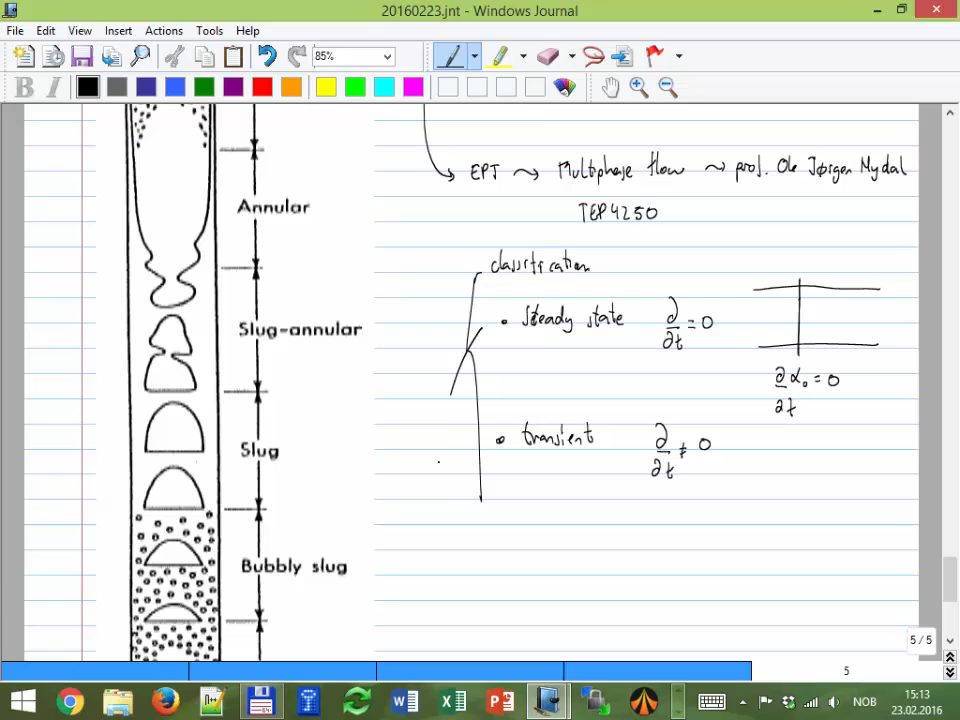 20160223.jnt - Windows Journal
File Edit View Insert Actions Tools Help
85%
B I
EPT ~> Multiphase flow ~> prof. Ole Jørgen Nydal
TEP4250
Annular
Slug-annular
Slug
Bubbly slug
classification
• Steady state ∂/∂t = 0
∂αo/∂t = 0
• transient ∂/∂t ≠ 0
5 / 5
5
NOB
15:13
23.02.2016